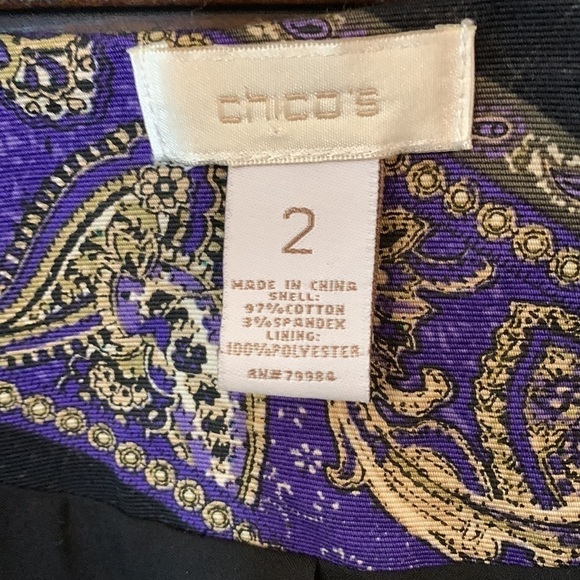 chico's
2
MADE IN CHINA
SHELL:
97%COTTON
3%SPANDEX
LINING:
100%POLYESTER
RN#79984